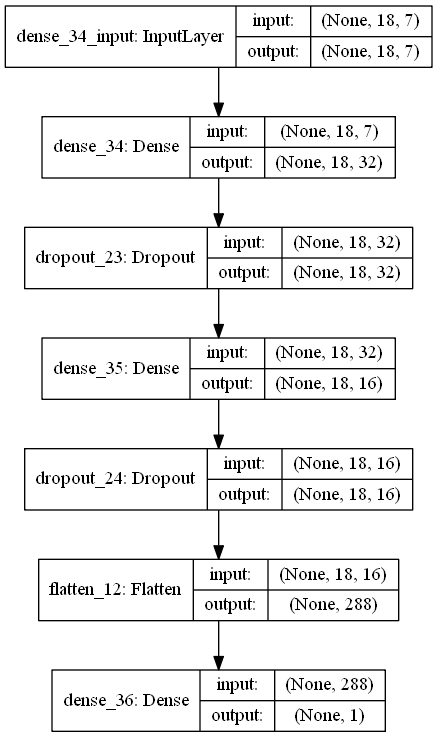 dense_34_input: InputLayer
input: (None, 18, 7)
output: (None, 18, 7)
dense_34: Dense
input: (None, 18, 7)
output: (None, 18, 32)
dropout_23: Dropout
input: (None, 18, 32)
output: (None, 18, 32)
dense_35: Dense
input: (None, 18, 32)
output: (None, 18, 16)
dropout_24: Dropout
input: (None, 18, 16)
output: (None, 18, 16)
flatten_12: Flatten
input: (None, 18, 16)
output: (None, 288)
dense_36: Dense
input: (None, 288)
output: (None, 1)